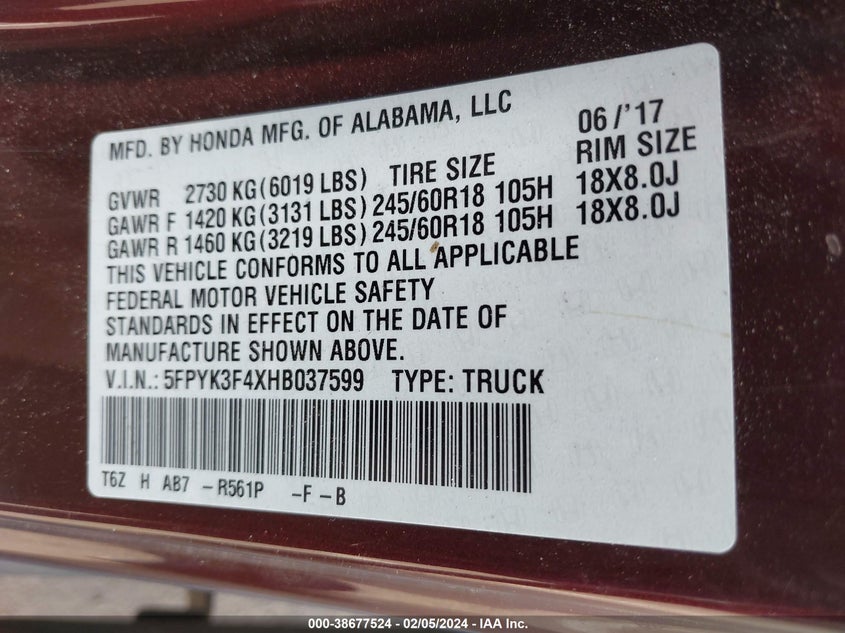 MFD. BY HONDA MFG. OF ALABAMA, LLC 06/'17
GVWR 2730 KG(6019 LBS) TIRE SIZE RIM SIZE
GAWR F 1420 KG(3131 LBS) 245/60R18 105H 18X8.0J
GAWR R 1460 KG(3219 LBS) 245/60R18 105H 18X8.0J
THIS VEHICLE CONFORMS TO ALL APPLICABLE
FEDERAL MOTOR VEHICLE SAFETY
STANDARDS IN EFFECT ON THE DATE OF
MANUFACTURE SHOWN ABOVE.
V.I.N.: 5FPYK3F4XHB037599 TYPE: TRUCK
T6Z H AB7 -R561P -F -B
000-38677524 - 02/05/2024 - IAA Inc.